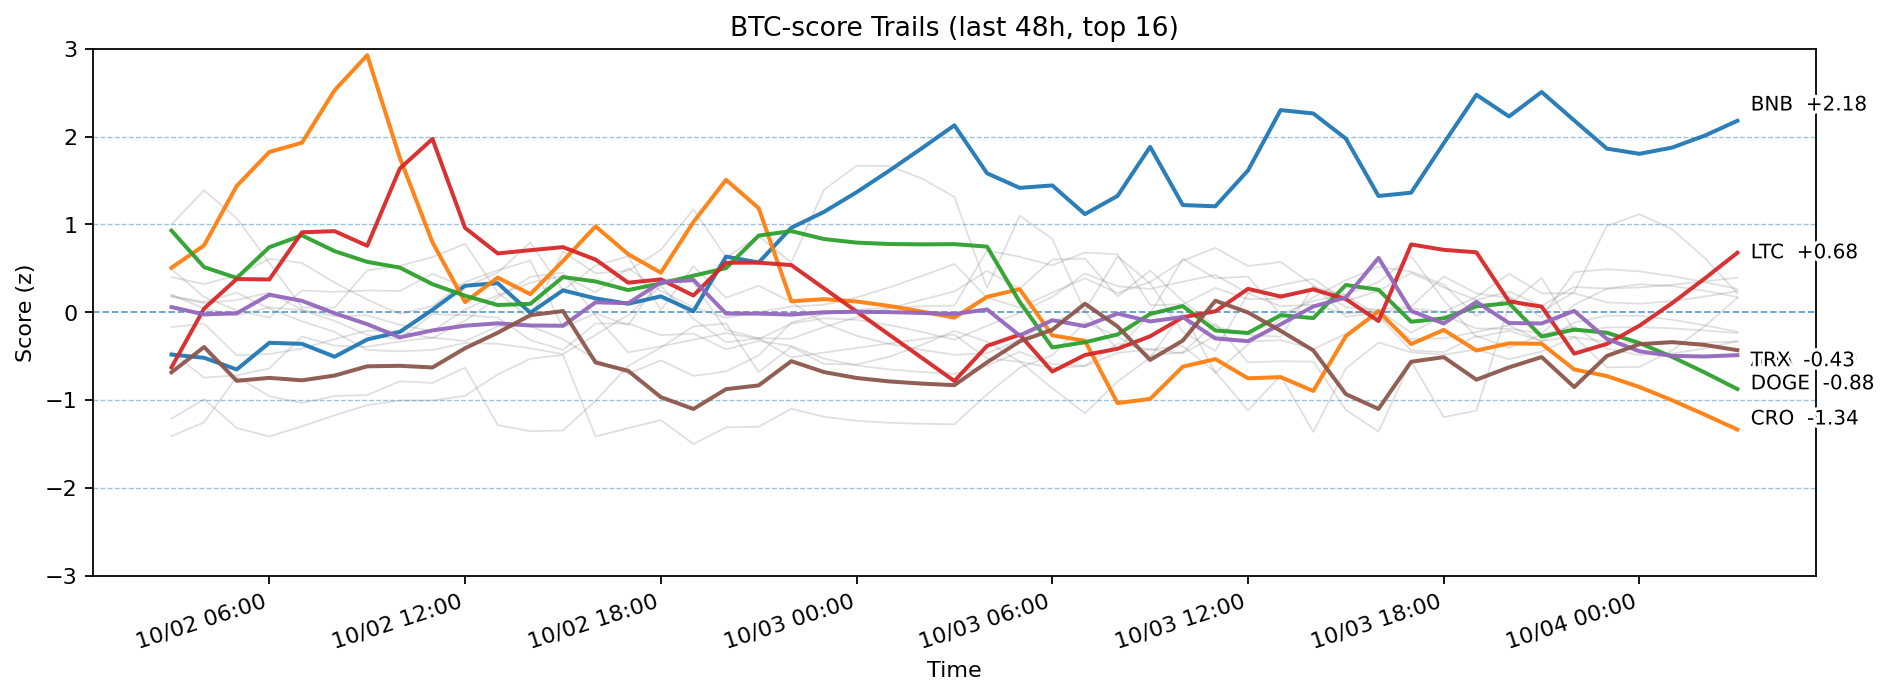 BTC-score Trails (last 48h, top 16)
Score (z)
3
2
1
0
−1
−2
−3
BNB +2.18
LTC +0.68
TRX -0.43
DOGE -0.88
CRO -1.34
10/02 06:00
10/02 12:00
10/02 18:00
10/03 00:00
10/03 06:00
10/03 12:00
10/03 18:00
10/04 00:00
Time